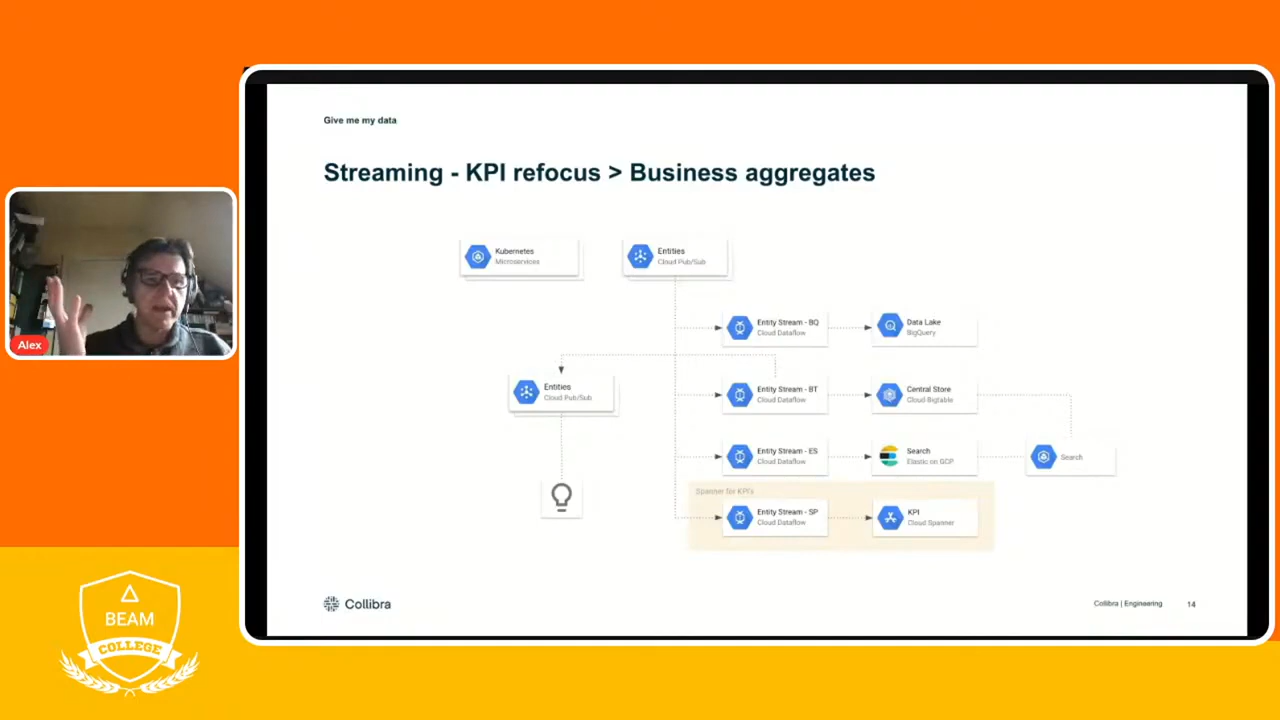 Give me my data
Streaming - KPI refocus > Business aggregates
Kubernetes
Microservices
Entities
Cloud Pub/Sub
Entity Stream - BQ
Cloud Dataflow
Data Lake
BigQuery
Entities
Cloud Pub/Sub
Entity Stream - BT
Cloud Dataflow
Central Store
Cloud Bigtable
Entity Stream - ES
Cloud Dataflow
Search
Elastic on GCP
Search
Spanner for KPI's
Entity Stream - SP
Cloud Dataflow
KPI
Cloud Spanner
Collibra
Collibra | Engineering
14
Alex
BEAM
COLLEGE